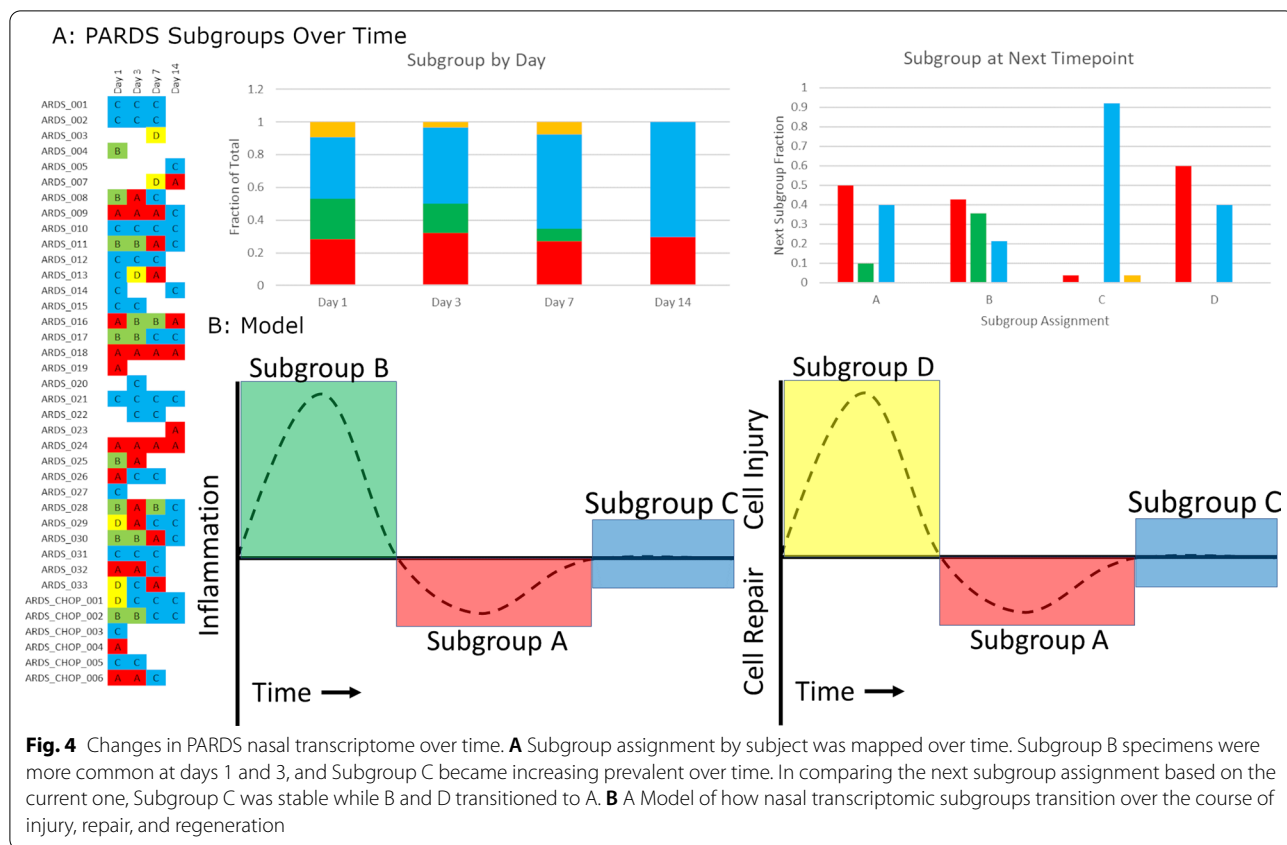 A: PARDS Subgroups Over Time
Day 1 Day 3 Day 7 Day 14
ARDS_001 C C C
ARDS_002 C C C
ARDS_003 D
ARDS_004 B
ARDS_005 C
ARDS_007 D A
ARDS_008 B A C
ARDS_009 A A A C
ARDS_010 C C C C
ARDS_011 B B A C
ARDS_012 C C C
ARDS_013 C D A
ARDS_014 C C
ARDS_015 C C
ARDS_016 A B B A
ARDS_017 B B C C
ARDS_018 A A A A
ARDS_019 A
ARDS_020 C
ARDS_021 C C C C
ARDS_022 C C
ARDS_023 A
ARDS_024 A A A A
ARDS_025 B A
ARDS_026 A C C
ARDS_027 C
ARDS_028 B A B C
ARDS_029 D A C C
ARDS_030 B B A C
ARDS_031 C C C
ARDS_032 A A C
ARDS_033 D C A
ARDS_CHOP_001 D C C C
ARDS_CHOP_002 B B C C
ARDS_CHOP_003 C
ARDS_CHOP_004 A
ARDS_CHOP_005 C C
ARDS_CHOP_006 A A C
Subgroup by Day
Fraction of Total
1.2
1
0.8
0.6
0.4
0.2
0
Day 1 Day 3 Day 7 Day 14
Subgroup at Next Timepoint
Next Subgroup Fraction
1
0.9
0.8
0.7
0.6
0.5
0.4
0.3
0.2
0.1
0
A B C D
Subgroup Assignment
B: Model
Inflammation
Subgroup B
Subgroup A
Subgroup C
Time
Cell Injury
Cell Repair
Subgroup D
Subgroup A
Subgroup C
Time
Fig. 4 Changes in PARDS nasal transcriptome over time. A Subgroup assignment by subject was mapped over time. Subgroup B specimens were
more common at days 1 and 3, and Subgroup C became increasing prevalent over time. In comparing the next subgroup assignment based on the
current one, Subgroup C was stable while B and D transitioned to A. B A Model of how nasal transcriptomic subgroups transition over the course of
injury, repair, and regeneration